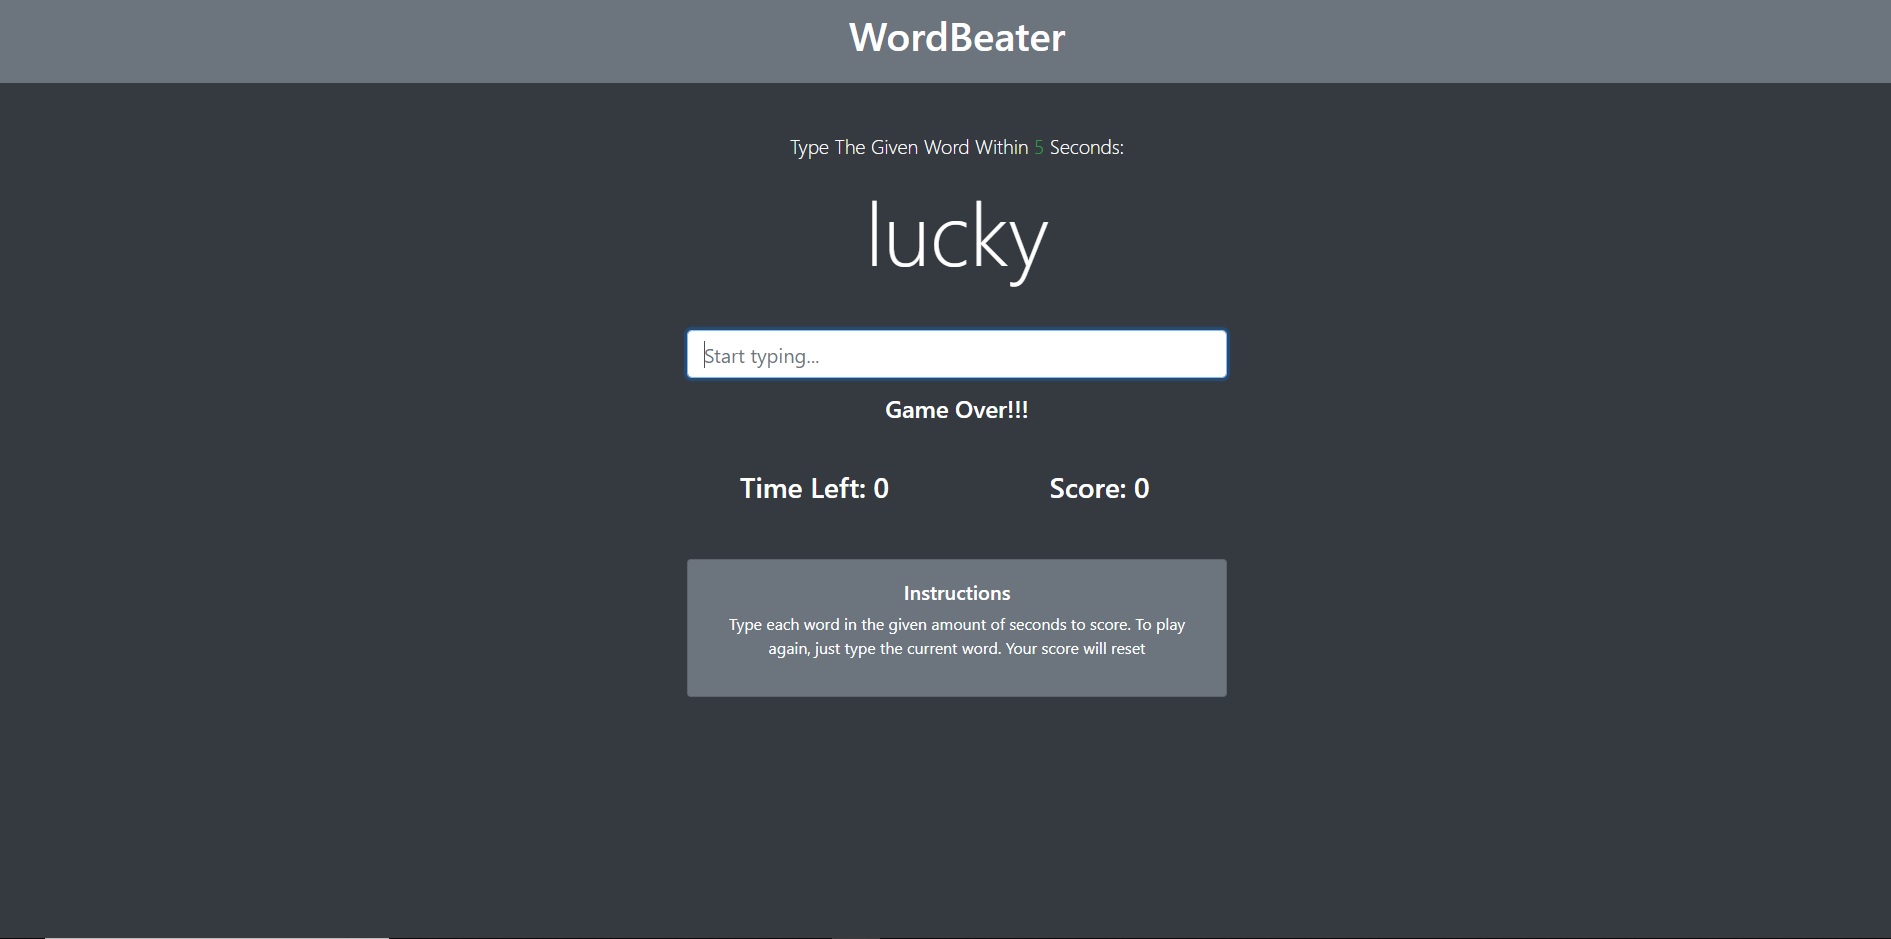 WordBeater
Type The Given Word Within 5 Seconds:
lucky
Start typing...
Game Over!!!
Time Left: 0 Score: 0
Instructions
Type each word in the given amount of seconds to score. To play
again, just type the current word. Your score will reset